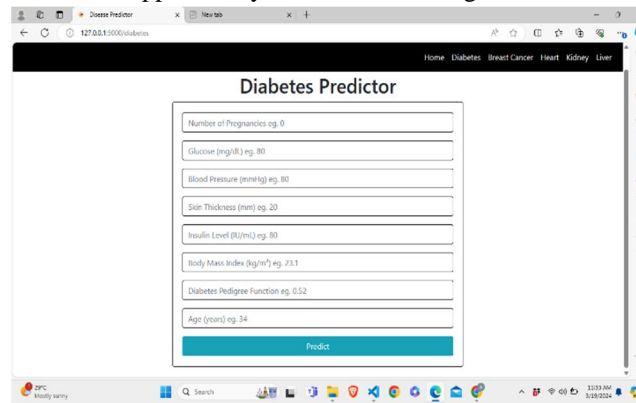 Disease Predictor
New tab
127.0.0.1:5000/diabetes
Home Diabetes Breast Cancer Heart Kidney Liver
Diabetes Predictor
Number of Pregnancies eg. 0
Glucose (mg/dL) eg. 80
Blood Pressure (mmHg) eg. 80
Skin Thickness (mm) eg. 20
Insulin Level (IU/mL) eg. 80
Body Mass Index (kg/m²) eg. 23.1
Diabetes Pedigree Function eg. 0.52
Age (years) eg. 34
Predict
29°C
Mostly sunny
Search
11:33 AM
3/19/2024